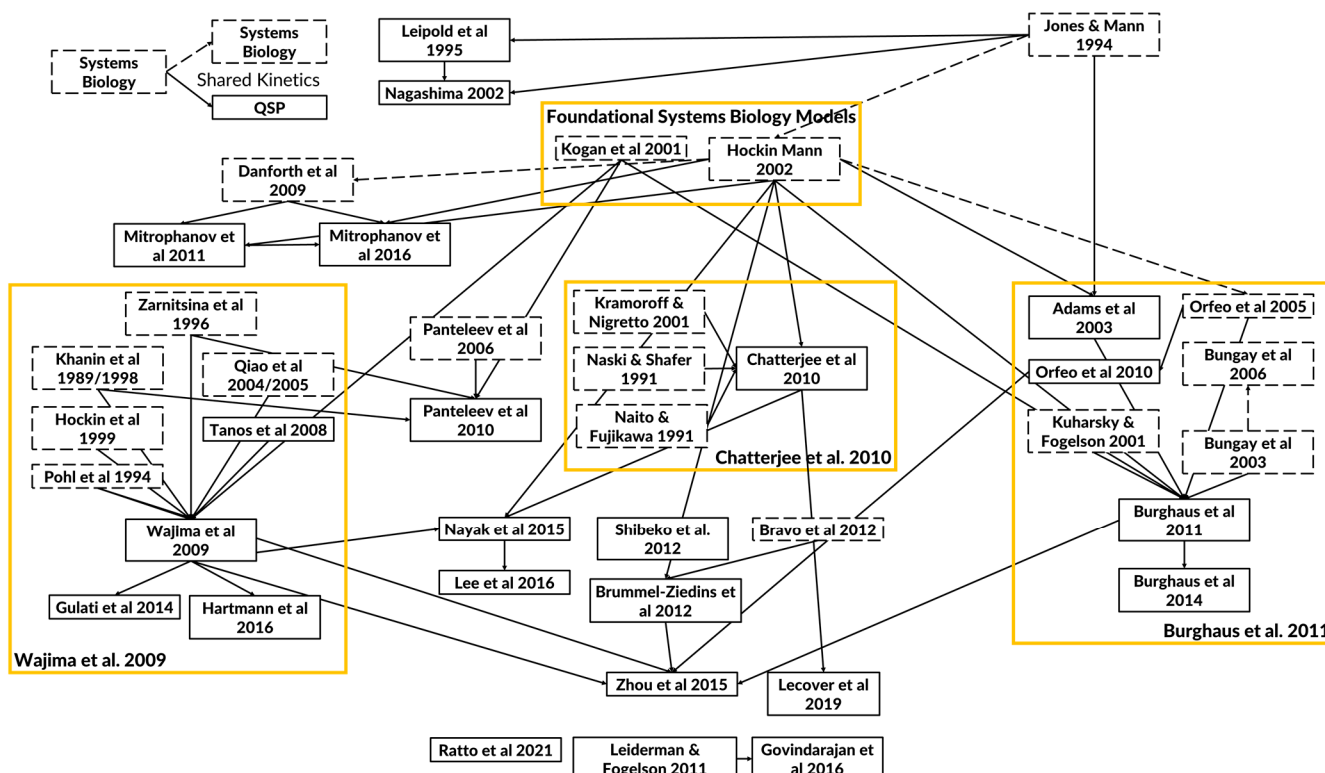 Systems
Biology
Systems
Biology
Shared Kinetics
QSP
Leipold et al
1995
Nagashima 2002
Jones & Mann
1994
Foundational Systems Biology Models
Kogan et al 2001
Hockin Mann
2002
Danforth et al
2009
Mitrophanov et
al 2011
Mitrophanov et
al 2016
Zarnitsina et al
1996
Khanin et al
1989/1998
Qiao et al
2004/2005
Hockin et al
1999
Tanos et al 2008
Pohl et al 1994
Wajima et al
2009
Gulati et al 2014
Hartmann et al
2016
Wajima et al. 2009
Panteleev et al
2006
Panteleev et al
2010
Kramoroff &
Nigretto 2001
Naski & Shafer
1991
Naito &
Fujikawa 1991
Chatterjee et al
2010
Chatterjee et al. 2010
Adams et al
2003
Orfeo et al 2005
Orfeo et al 2010
Bungay et al
2006
Kuharsky &
Fogelson 2001
Bungay et al
2003
Burghaus et al
2011
Burghaus et al
2014
Burghaus et al. 2011
Nayak et al 2015
Lee et al 2016
Shibeko et al.
2012
Bravo et al 2012
Brummel-Ziedins et
al 2012
Zhou et al 2015
Lecover et al
2019
Ratto et al 2021
Leiderman &
Fogelson 2011
Govindarajan et
al 2016